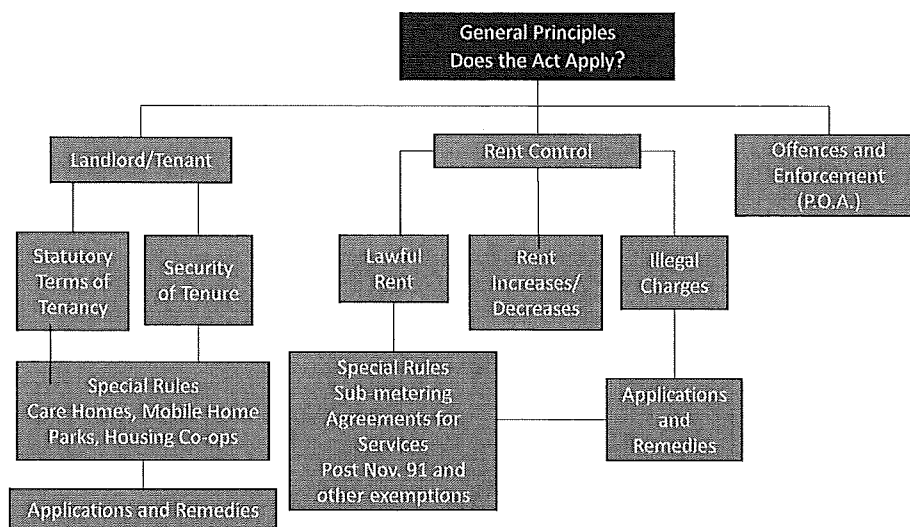 General Principles
Does the Act Apply?
Landlord/Tenant
Rent Control
Offences and
Enforcement
(P.O.A.)
Statutory
Terms of
Tenancy
Security
of Tenure
Lawful
Rent
Rent
Increases/
Decreases
Illegal
Charges
Special Rules
Care Homes, Mobile Home
Parks, Housing Co-ops
Special Rules
Sub-metering
Agreements for
Services
Post Nov. 91 and
other exemptions
Applications
and
Remedies
Applications and Remedies